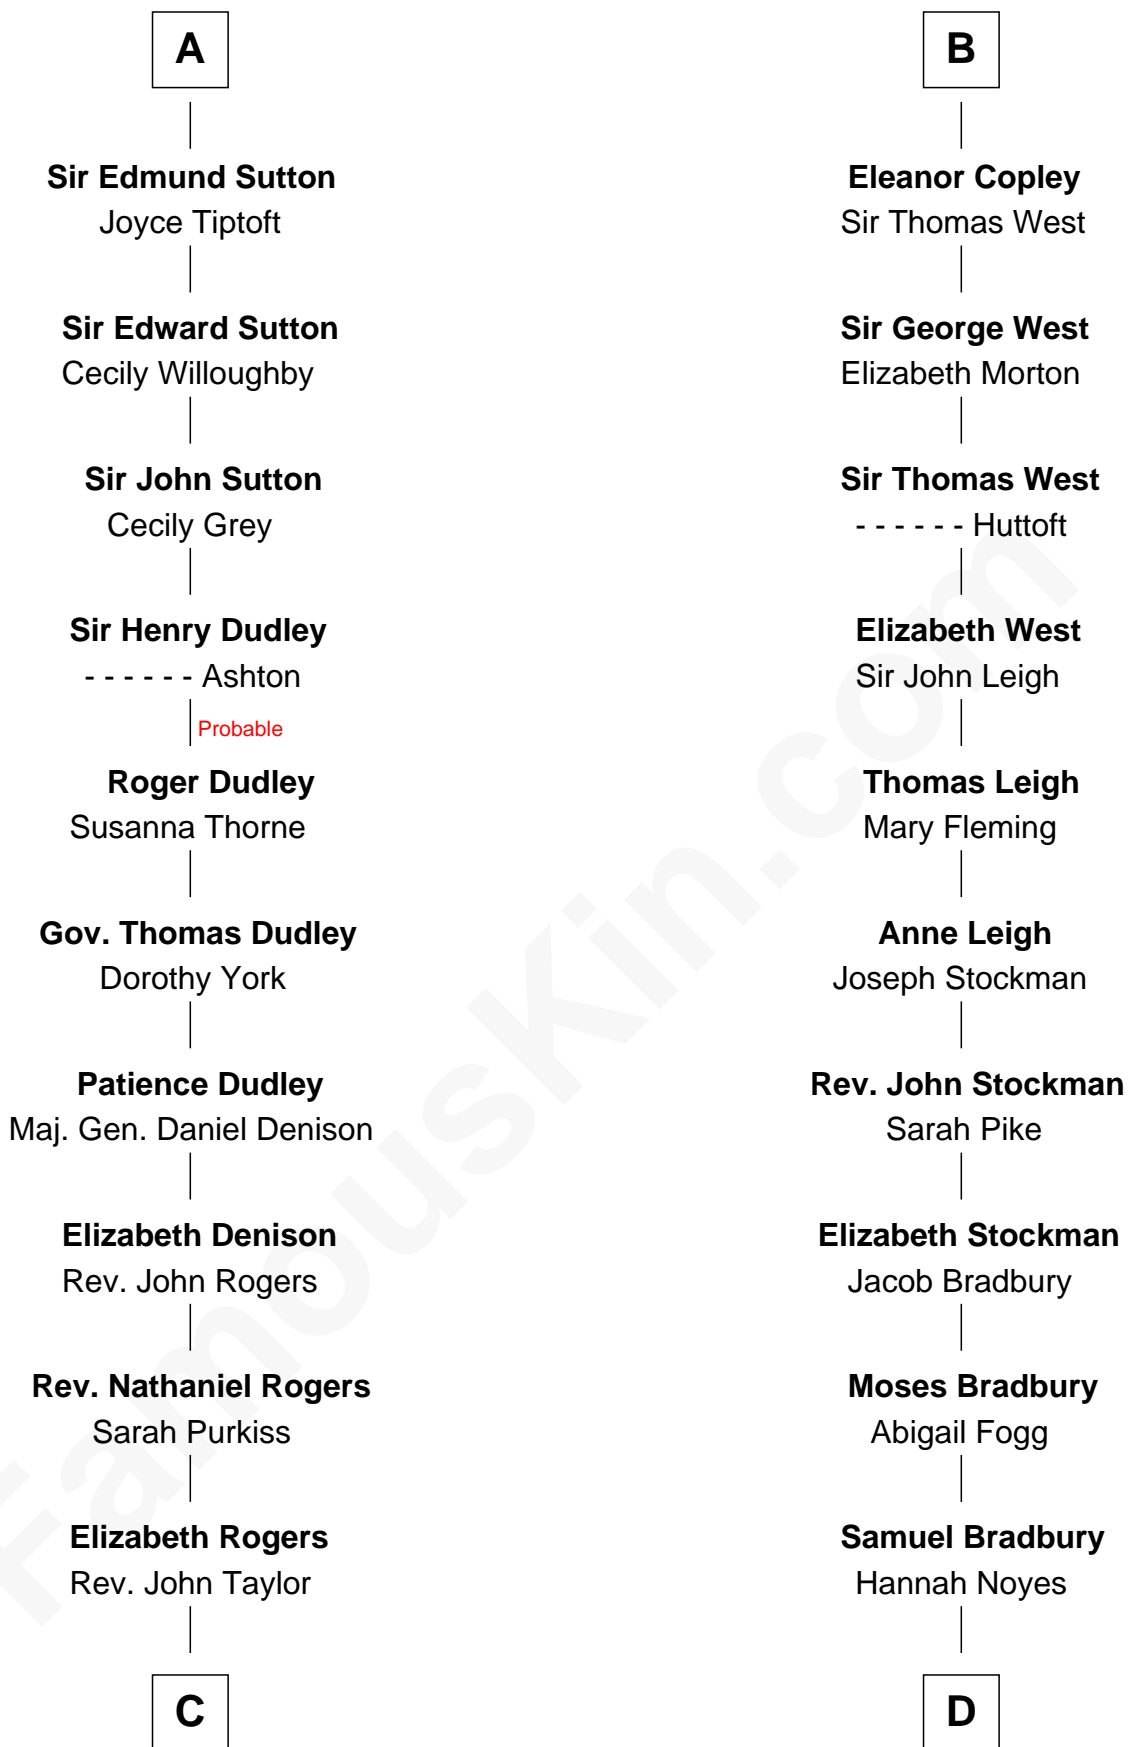 A
Sir Edmund Sutton
Joyce Tiptoft
Sir Edward Sutton
Cecily Willoughby
Sir John Sutton
Cecily Grey
Sir Henry Dudley
- - - - - - Ashton
Probable
Roger Dudley
Susanna Thorne
Gov. Thomas Dudley
Dorothy York
Patience Dudley
Maj. Gen. Daniel Denison
Elizabeth Denison
Rev. John Rogers
Rev. Nathaniel Rogers
Sarah Purkiss
Elizabeth Rogers
Rev. John Taylor
C
B
Eleanor Copley
Sir Thomas West
Sir George West
Elizabeth Morton
Sir Thomas West
- - - - - - Huttoft
Elizabeth West
Sir John Leigh
Thomas Leigh
Mary Fleming
Anne Leigh
Joseph Stockman
Rev. John Stockman
Sarah Pike
Elizabeth Stockman
Jacob Bradbury
Moses Bradbury
Abigail Fogg
Samuel Bradbury
Hannah Noyes
D
FamousKin.com